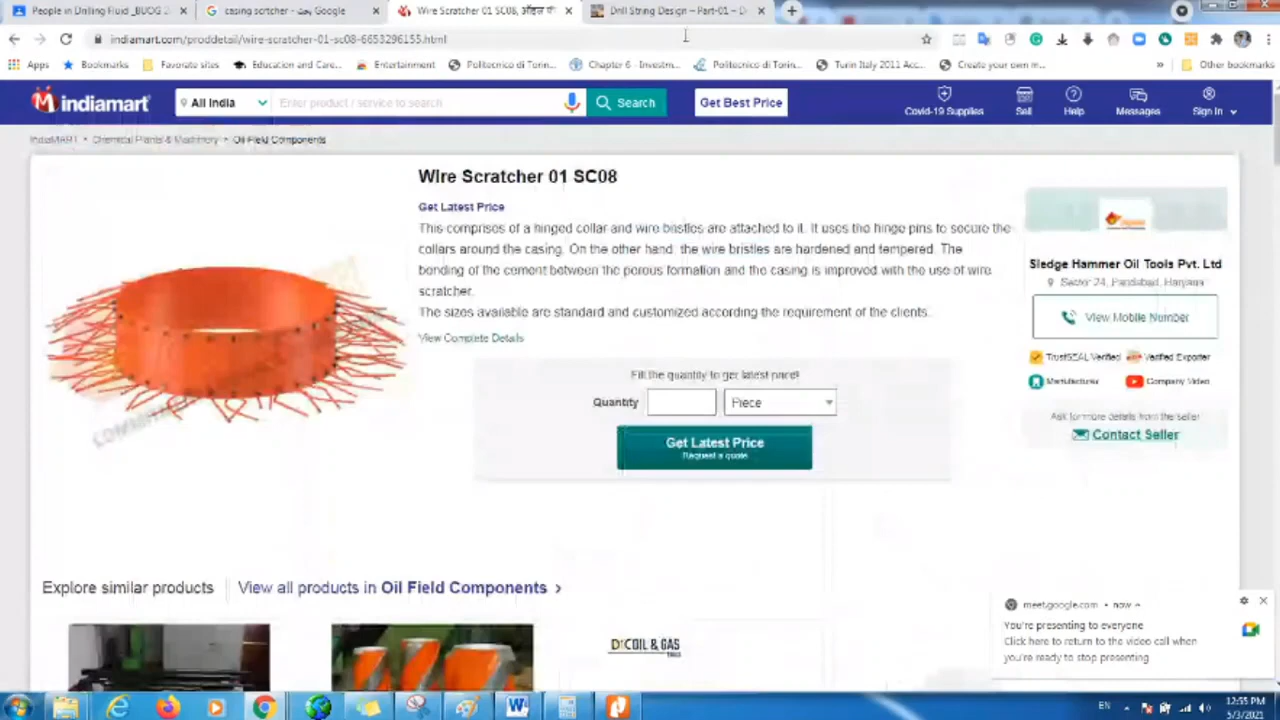 People in Drilling Fluid _BUOG 2
casing scrtcher - بحث Google
Wire Scratcher 01 SC08, ऑइल फी
Drill String Design – Part-01 – D
indiamart.com/proddetail/wire-scratcher-01-sc08-6653296155.html
Apps
Bookmarks
Favorite sites
Education and Care...
Entertainment
Politecnico di Torin...
Chapter 6 - Investm...
Politecnico di Torin...
Turin Italy 2011 Acc...
Create your own m...
»
Other bookmarks
indiamart
All India
Enter product / service to search
Search
Get Best Price
Covid-19 Supplies
Sell
Help
Messages
Sign In
IndiaMART > Chemical Plants & Machinery > Oil Field Components
Wire Scratcher 01 SC08
Get Latest Price
This comprises of a hinged collar and wire bristles are attached to it. It uses the hinge pins to secure the
collars around the casing. On the other hand, the wire bristles are hardened and tempered. The
bonding of the cement between the porous formation and the casing is improved with the use of wire
scratcher.
The sizes available are standard and customized according the requirement of the clients.
View Complete Details
Fill the quantity to get latest price!
Quantity
Piece
Get Latest Price
Request a quote
Sledge Hammer Oil Tools Pvt. Ltd
Sector 24, Faridabad, Haryana
View Mobile Number
TrustSEAL Verified
Verified Exporter
Manufacturer
Company Video
Ask for more details from the seller
Contact Seller
Explore similar products
View all products in Oil Field Components >
D'COIL & GAS
meet.google.com • now
You're presenting to everyone
Click here to return to the video call when
you're ready to stop presenting
EN
12:55 PM
5/3/2021